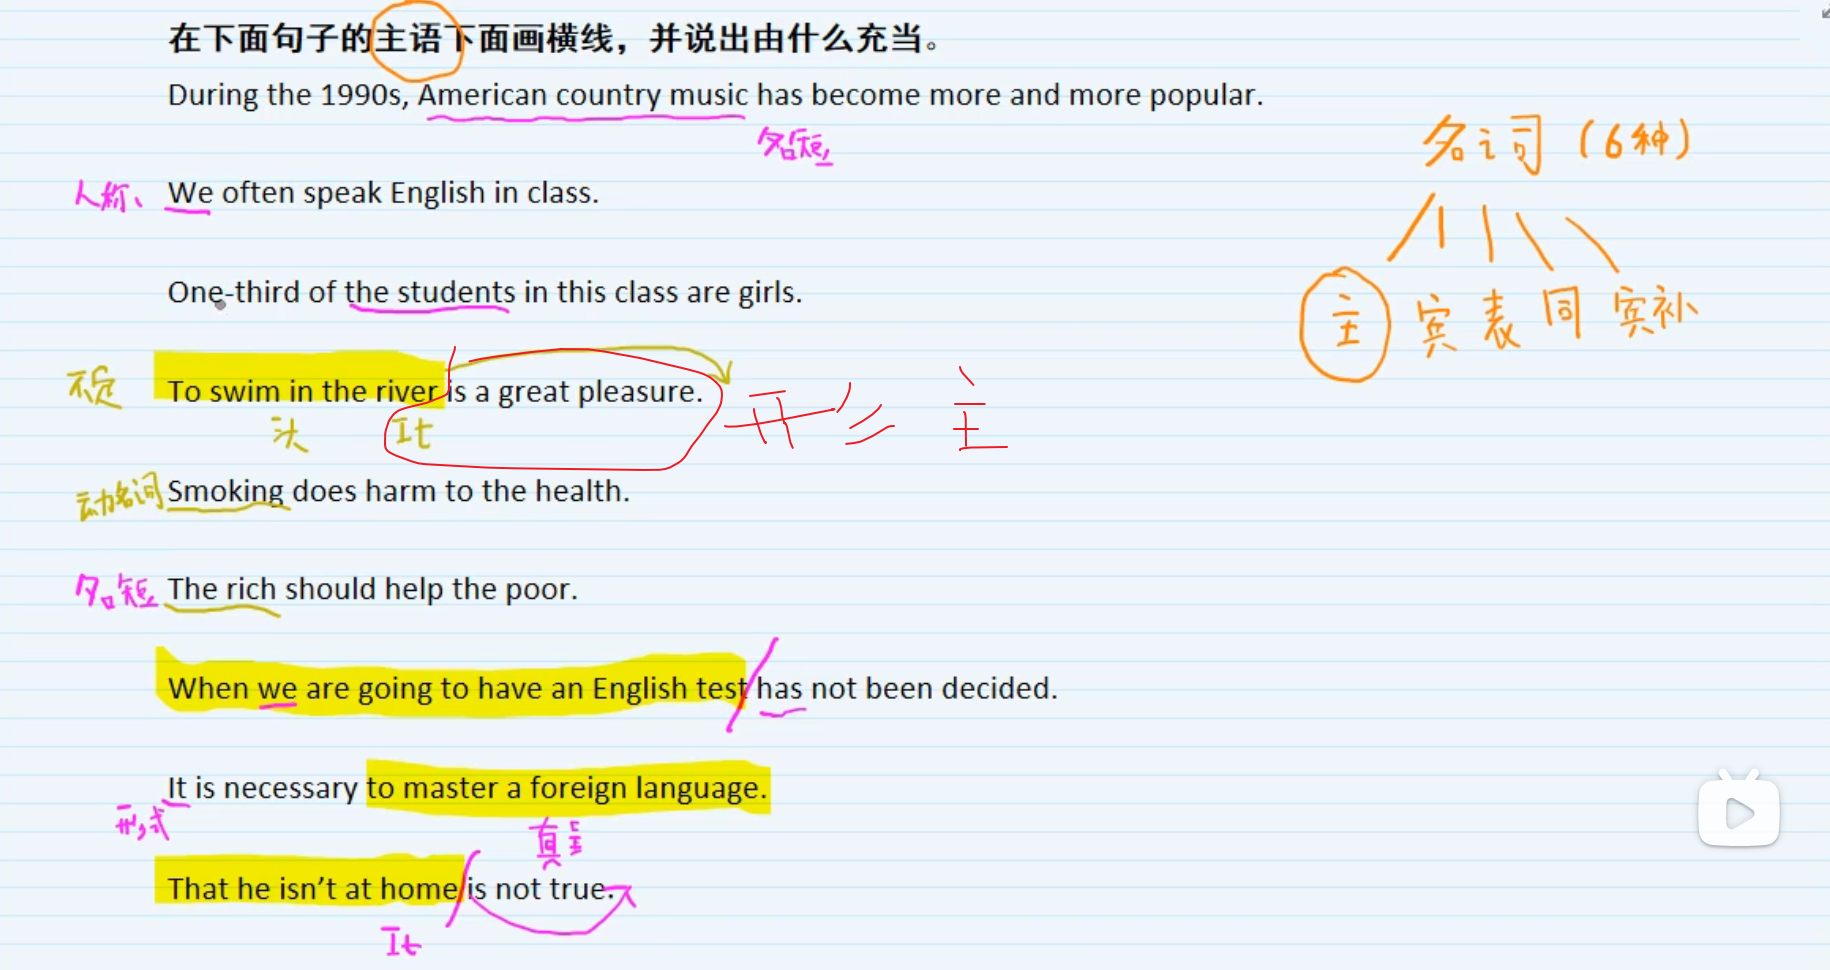 在下面句子的主语下面画横线，并说出由什么充当。
During the 1990s, American country music has become more and more popular.
名短
名词（6种）
人称、 We often speak English in class.
One-third of the students in this class are girls.
主 宾 表 同 宾补
不定 To swim in the river is a great pleasure.
头 It
主
动名词 Smoking does harm to the health.
名短 The rich should help the poor.
When we are going to have an English test has not been decided.
It is necessary to master a foreign language.
形式 真主
That he isn't at home is not true.
It